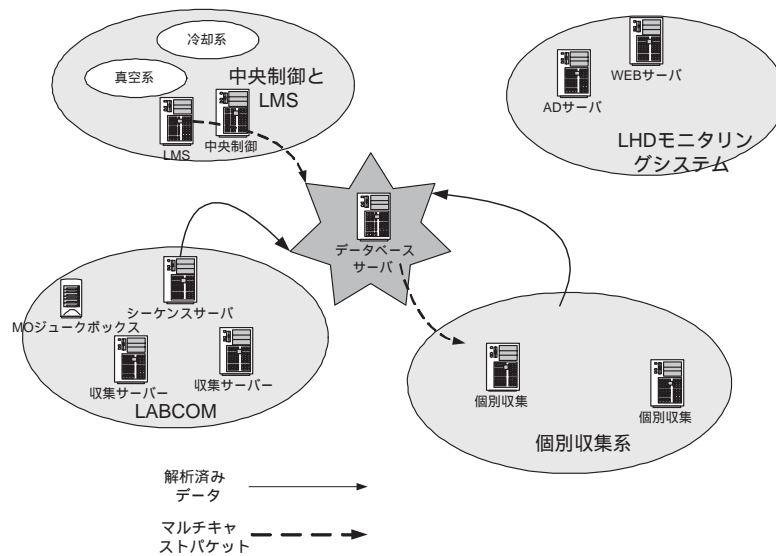 冷却系
真空系
中央制御と
LMS
LMS
中央制御
WEBサーバ
ADサーバ
LHDモニタリン
グシステム
データベース
サーバ
シーケンスサーバ
MOジュークボックス
収集サーバー
収集サーバー
LABCOM
個別収集
個別収集
個別収集系
解析済み
データ
マルチキャ
ストパケット